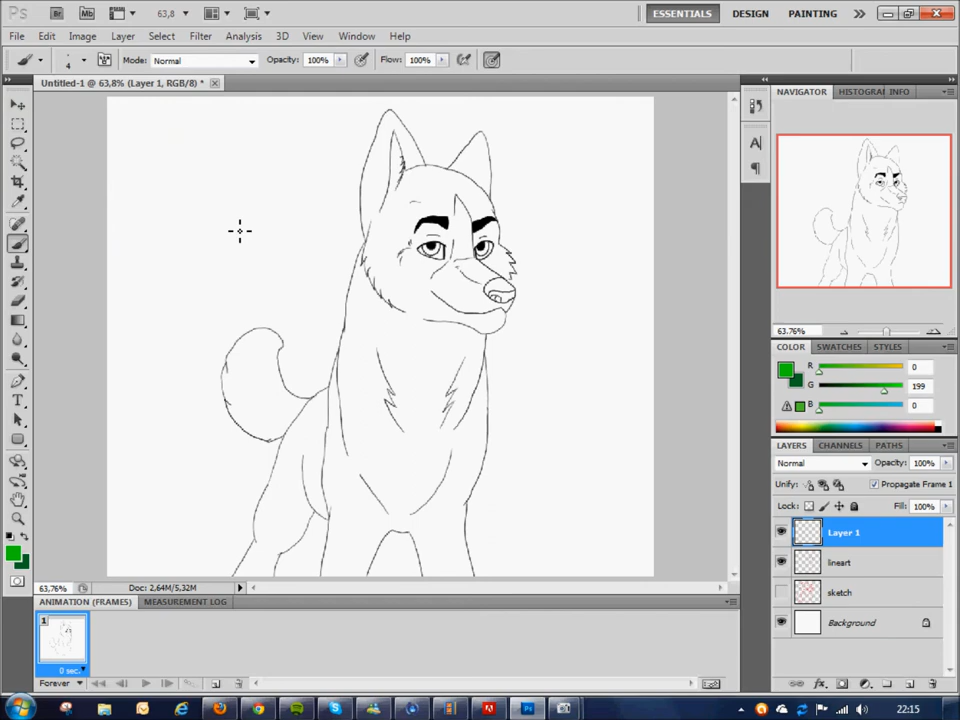 Ps Br Mb 63,8 ESSENTIALS DESIGN PAINTING
File Edit Image Layer Select Filter Analysis 3D View Window Help
4 Mode: Normal Opacity: 100% Flow: 100%
Untitled-1 @ 63,8% (Layer 1, RGB/8) *
NAVIGATOR HISTOGRAM INFO
63.76%
COLOR SWATCHES STYLES
R 0
G 199
B 0
LAYERS CHANNELS PATHS
Normal Opacity: 100%
Unify: Propagate Frame 1
Lock: Fill: 100%
Layer 1
lineart
sketch
Background
63,76% Doc: 2,64M/5,32M
ANIMATION (FRAMES) MEASUREMENT LOG
1
0 sec.
Forever
22:15